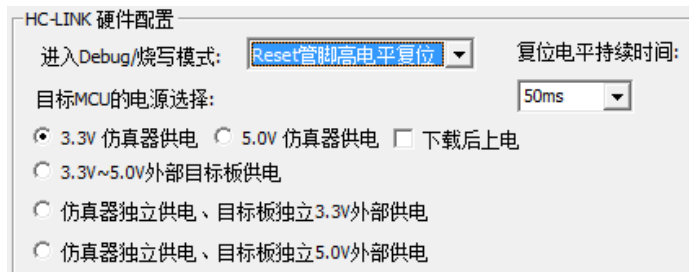 HC-LINK 硬件配置
进入Debug/烧写模式: Reset管脚高电平复位 复位电平持续时间:
目标MCU的电源选择: 50ms
3.3V 仿真器供电 5.0V 仿真器供电 下载后上电
3.3V~5.0V外部目标板供电
仿真器独立供电、目标板独立3.3V外部供电
仿真器独立供电、目标板独立5.0V外部供电